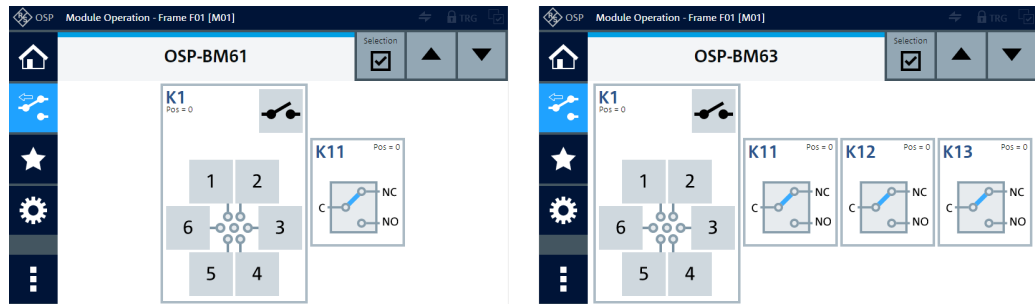 OSP Module Operation - Frame F01 [M01] TRG
OSP-BM61
Selection
K1
Pos = 0
1 2
6 3
5 4
K11 Pos = 0
NC
C
NO
OSP Module Operation - Frame F01 [M01] TRG
OSP-BM63
Selection
K1
Pos = 0
1 2
6 3
5 4
K11 Pos = 0
NC
C
NO
K12 Pos = 0
NC
C
NO
K13 Pos = 0
NC
C
NO